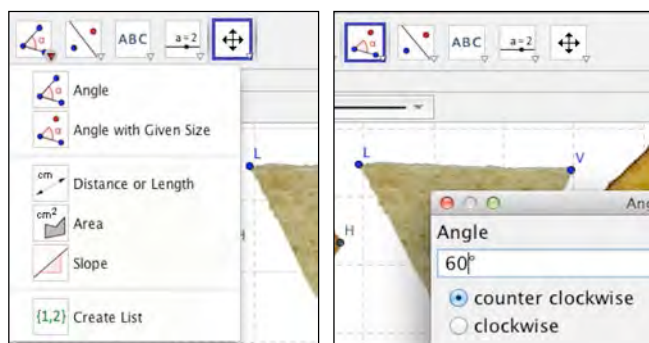 ABC a=2
Angle
Angle with Given Size
cm Distance or Length
cm² Area
Slope
{1,2} Create List
L
H
ABC a=2
L V
H
An
Angle
60°
counter clockwise
clockwise